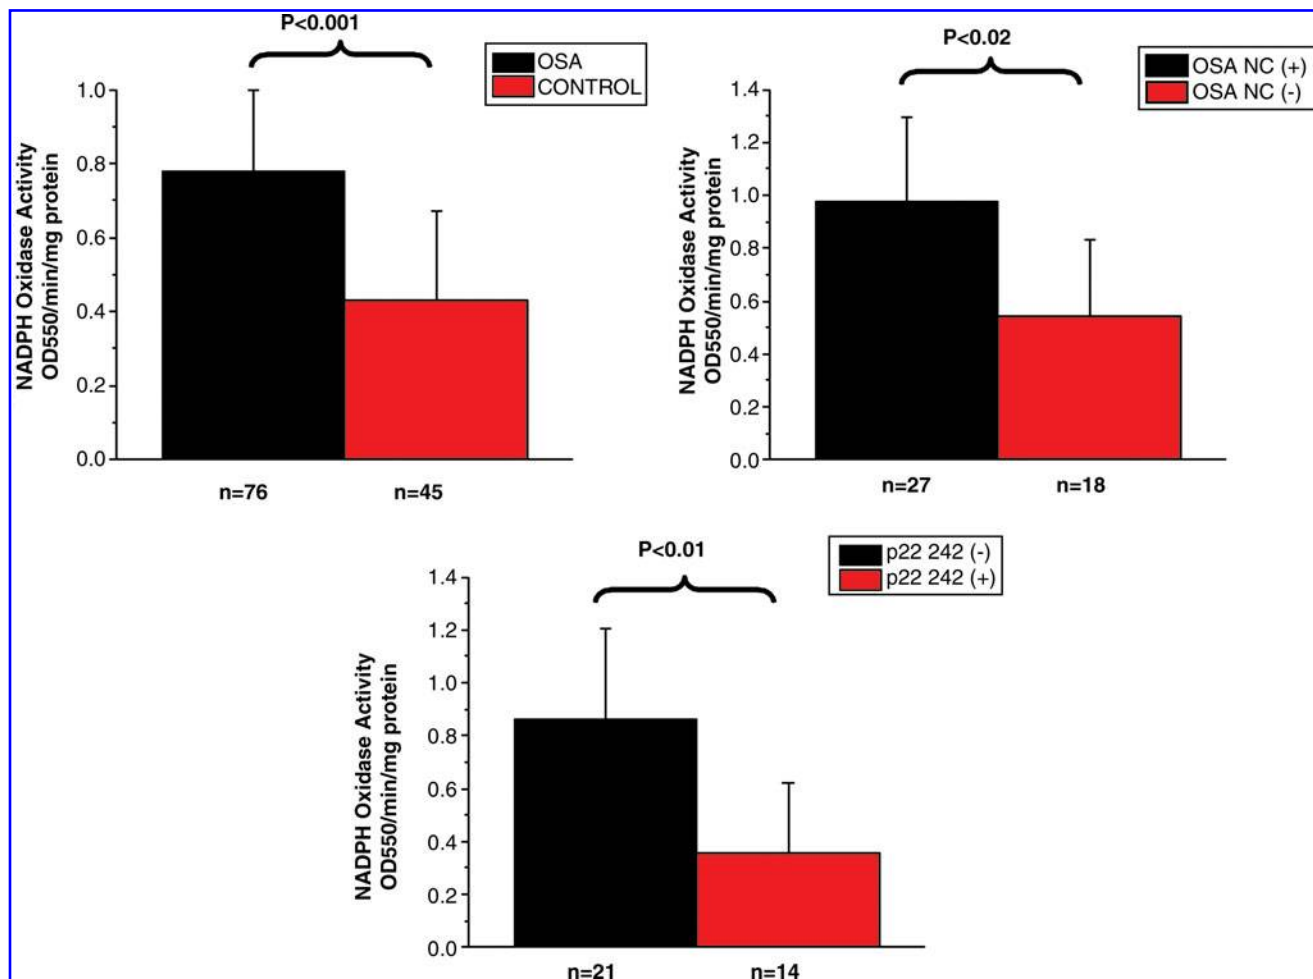 P<0.001
OSA
CONTROL
NADPH Oxidase Activity
OD550/min/mg protein
1.0
0.8
0.6
0.4
0.2
0.0
n=76 n=45
P<0.02
OSA NC (+)
OSA NC (-)
NADPH Oxidase Activity
OD550/min/mg protein
1.4
1.2
1.0
0.8
0.6
0.4
0.2
0.0
n=27 n=18
P<0.01
p22 242 (-)
p22 242 (+)
NADPH Oxidase Activity
OD550/min/mg protein
1.4
1.2
1.0
0.8
0.6
0.4
0.2
0.0
n=21 n=14